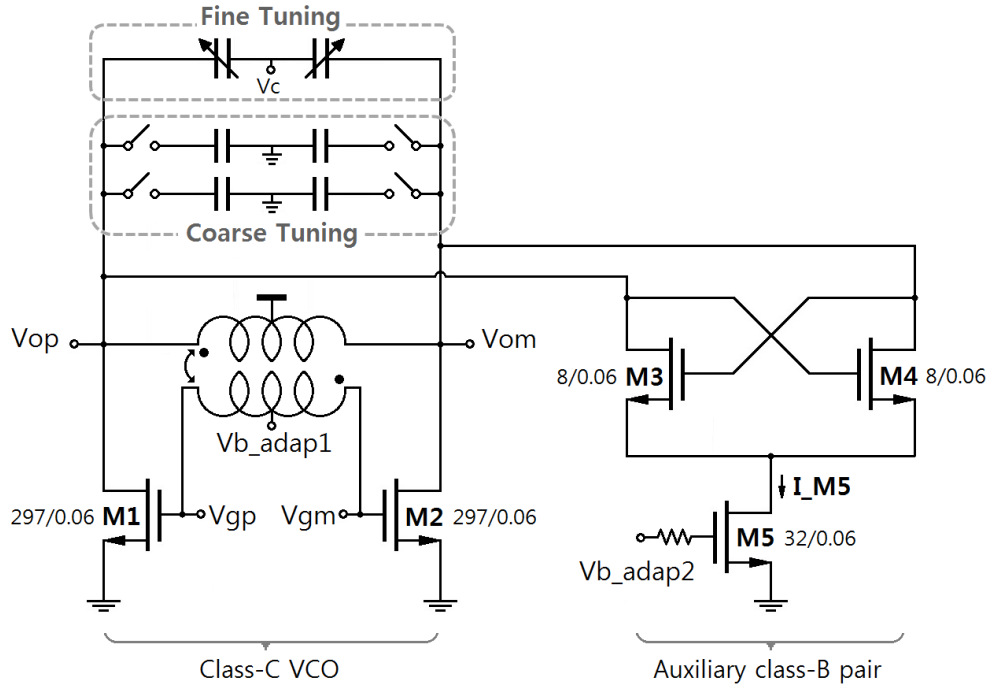 Fine Tuning
Vc
Coarse Tuning
Vop
Vom
Vb_adap1
8/0.06 M3
M4 8/0.06
I_M5
297/0.06 M1
Vgp
Vgm
M2 297/0.06
M5 32/0.06
Vb_adap2
Class-C VCO
Auxiliary class-B pair